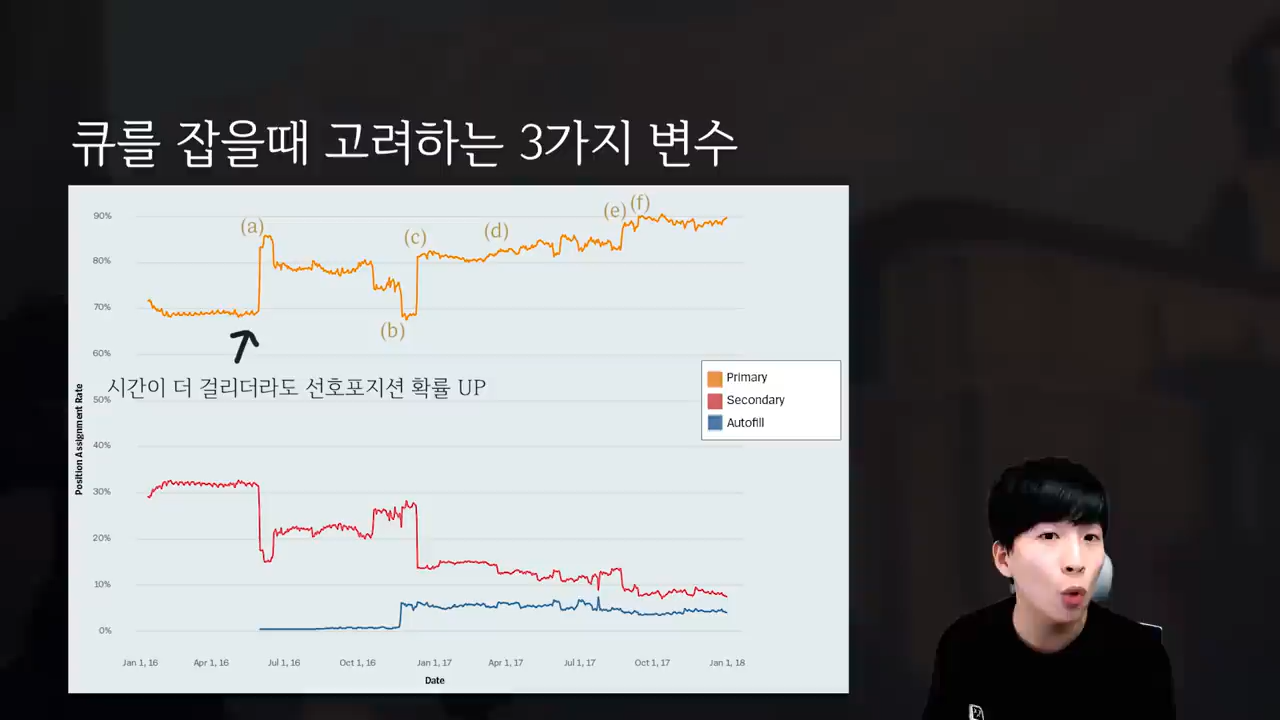 큐를 잡을때 고려하는 3가지 변수
90%
80%
70%
60%
50%
40%
30%
20%
10%
0%
(a)
(b)
(c)
(d)
(e)
(f)
시간이 더 걸리더라도 선호포지션 확률 UP
Position Assignment Rate
Primary
Secondary
Autofill
Jan 1, 16
Apr 1, 16
Jul 1, 16
Oct 1, 16
Jan 1, 17
Apr 1, 17
Jul 1, 17
Oct 1, 17
Jan 1, 18
Date